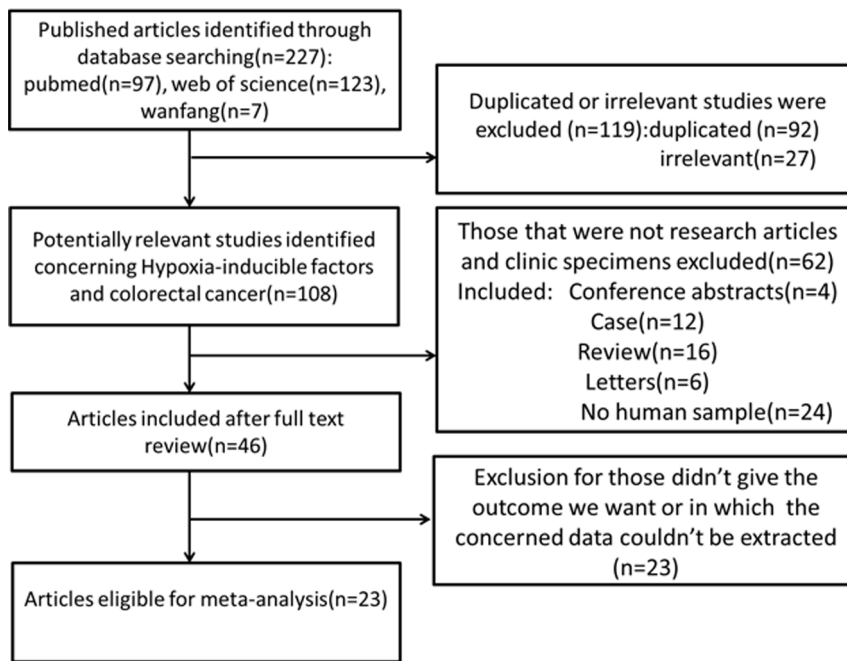 Published articles identified through
database searching(n=227):
pubmed(n=97), web of science(n=123),
wanfang(n=7)
Duplicated or irrelevant studies were
excluded (n=119):duplicated (n=92)
irrelevant(n=27)
Potentially relevant studies identified
concerning Hypoxia-inducible factors
and colorectal cancer(n=108)
Those that were not research articles
and clinic specimens excluded(n=62)
Included: Conference abstracts(n=4)
Case(n=12)
Review(n=16)
Letters(n=6)
No human sample(n=24)
Articles included after full text
review(n=46)
Exclusion for those didn't give the
outcome we want or in which the
concerned data couldn't be extracted
(n=23)
Articles eligible for meta-analysis(n=23)